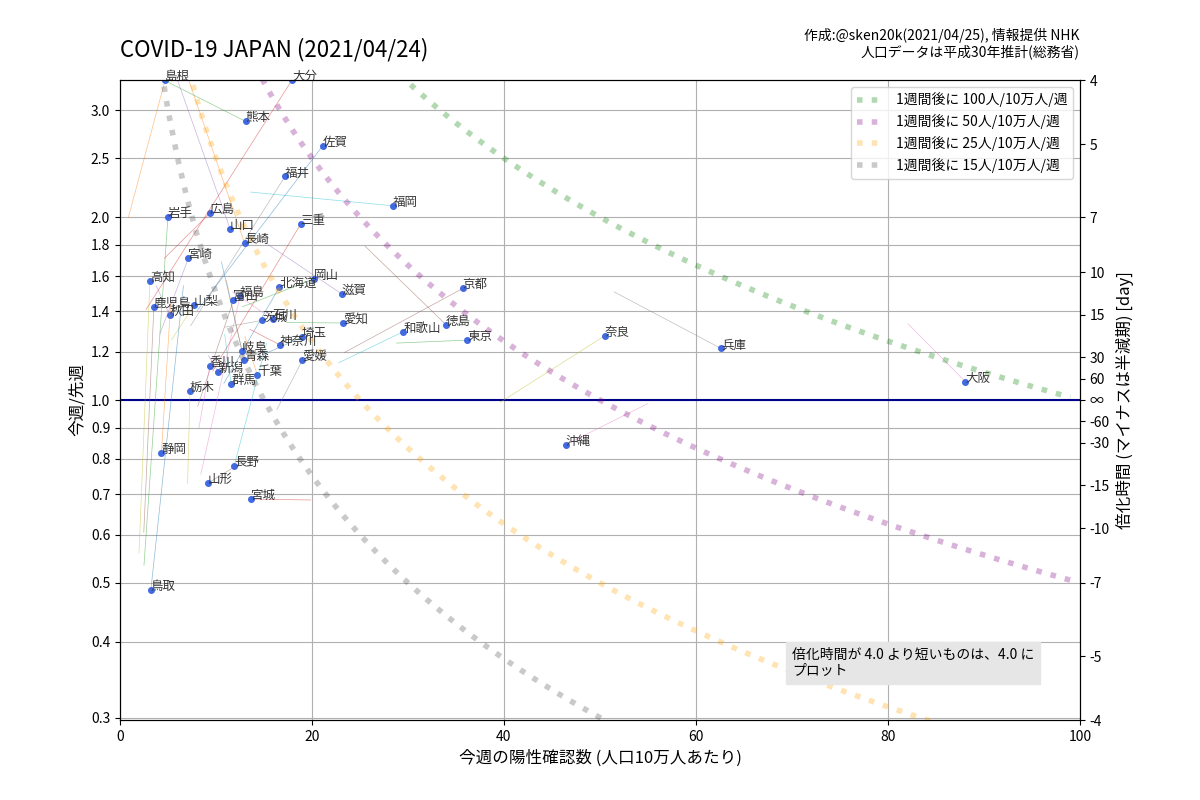 COVID-19 JAPAN (2021/04/24)
作成:@sken20k(2021/04/25), 情報提供 NHK
人口データは平成30年推計(総務省)
1週間後に 100人/10万人/週
1週間後に 50人/10万人/週
1週間後に 25人/10万人/週
1週間後に 15人/10万人/週
島根
大分
熊本
佐賀
福井
福岡
岩手
広島
山口
三重
長崎
宮崎
高知
岡山
北海道
滋賀
京都
福島
富山
鹿児島
山梨
秋田
茨城
石川
愛知
徳島
和歌山
東京
埼玉
神奈川
奈良
兵庫
岐阜
青森
愛媛
香川
新潟
千葉
群馬
栃木
大阪
静岡
沖縄
長野
山形
宮城
鳥取
倍化時間が 4.0 より短いものは、4.0 に
プロット
3.0
2.5
2.0
1.8
1.6
1.4
1.2
1.0
0.9
0.8
0.7
0.6
0.5
0.4
0.3
今週/先週
4
5
7
10
15
30
60
∞
-60
-30
-15
-10
-7
-5
-4
倍化時間 (マイナスは半減期) [day]
0
20
40
60
80
100
今週の陽性確認数 (人口10万人あたり)